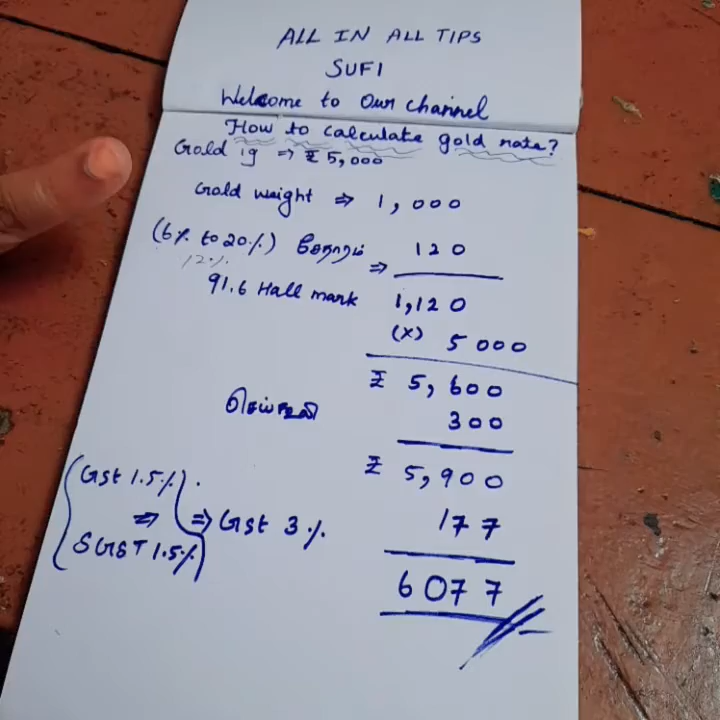 ALL IN ALL TIPS
SUFI
Welcome to Our channel
How to calculate gold rate?
Gold 1g ⇒ ₹ 5,000
Gold weight ⇒ 1,000
(6% to 20%) சேதாரம் ⇒ 120
12%
91.6 Hall mark 1,120
(x) 5000
₹ 5,600
செய்கூலி 300
₹ 5,900
Gst 1.5%
⇒ ⇒ Gst 3% 177
SGST 1.5%
6077